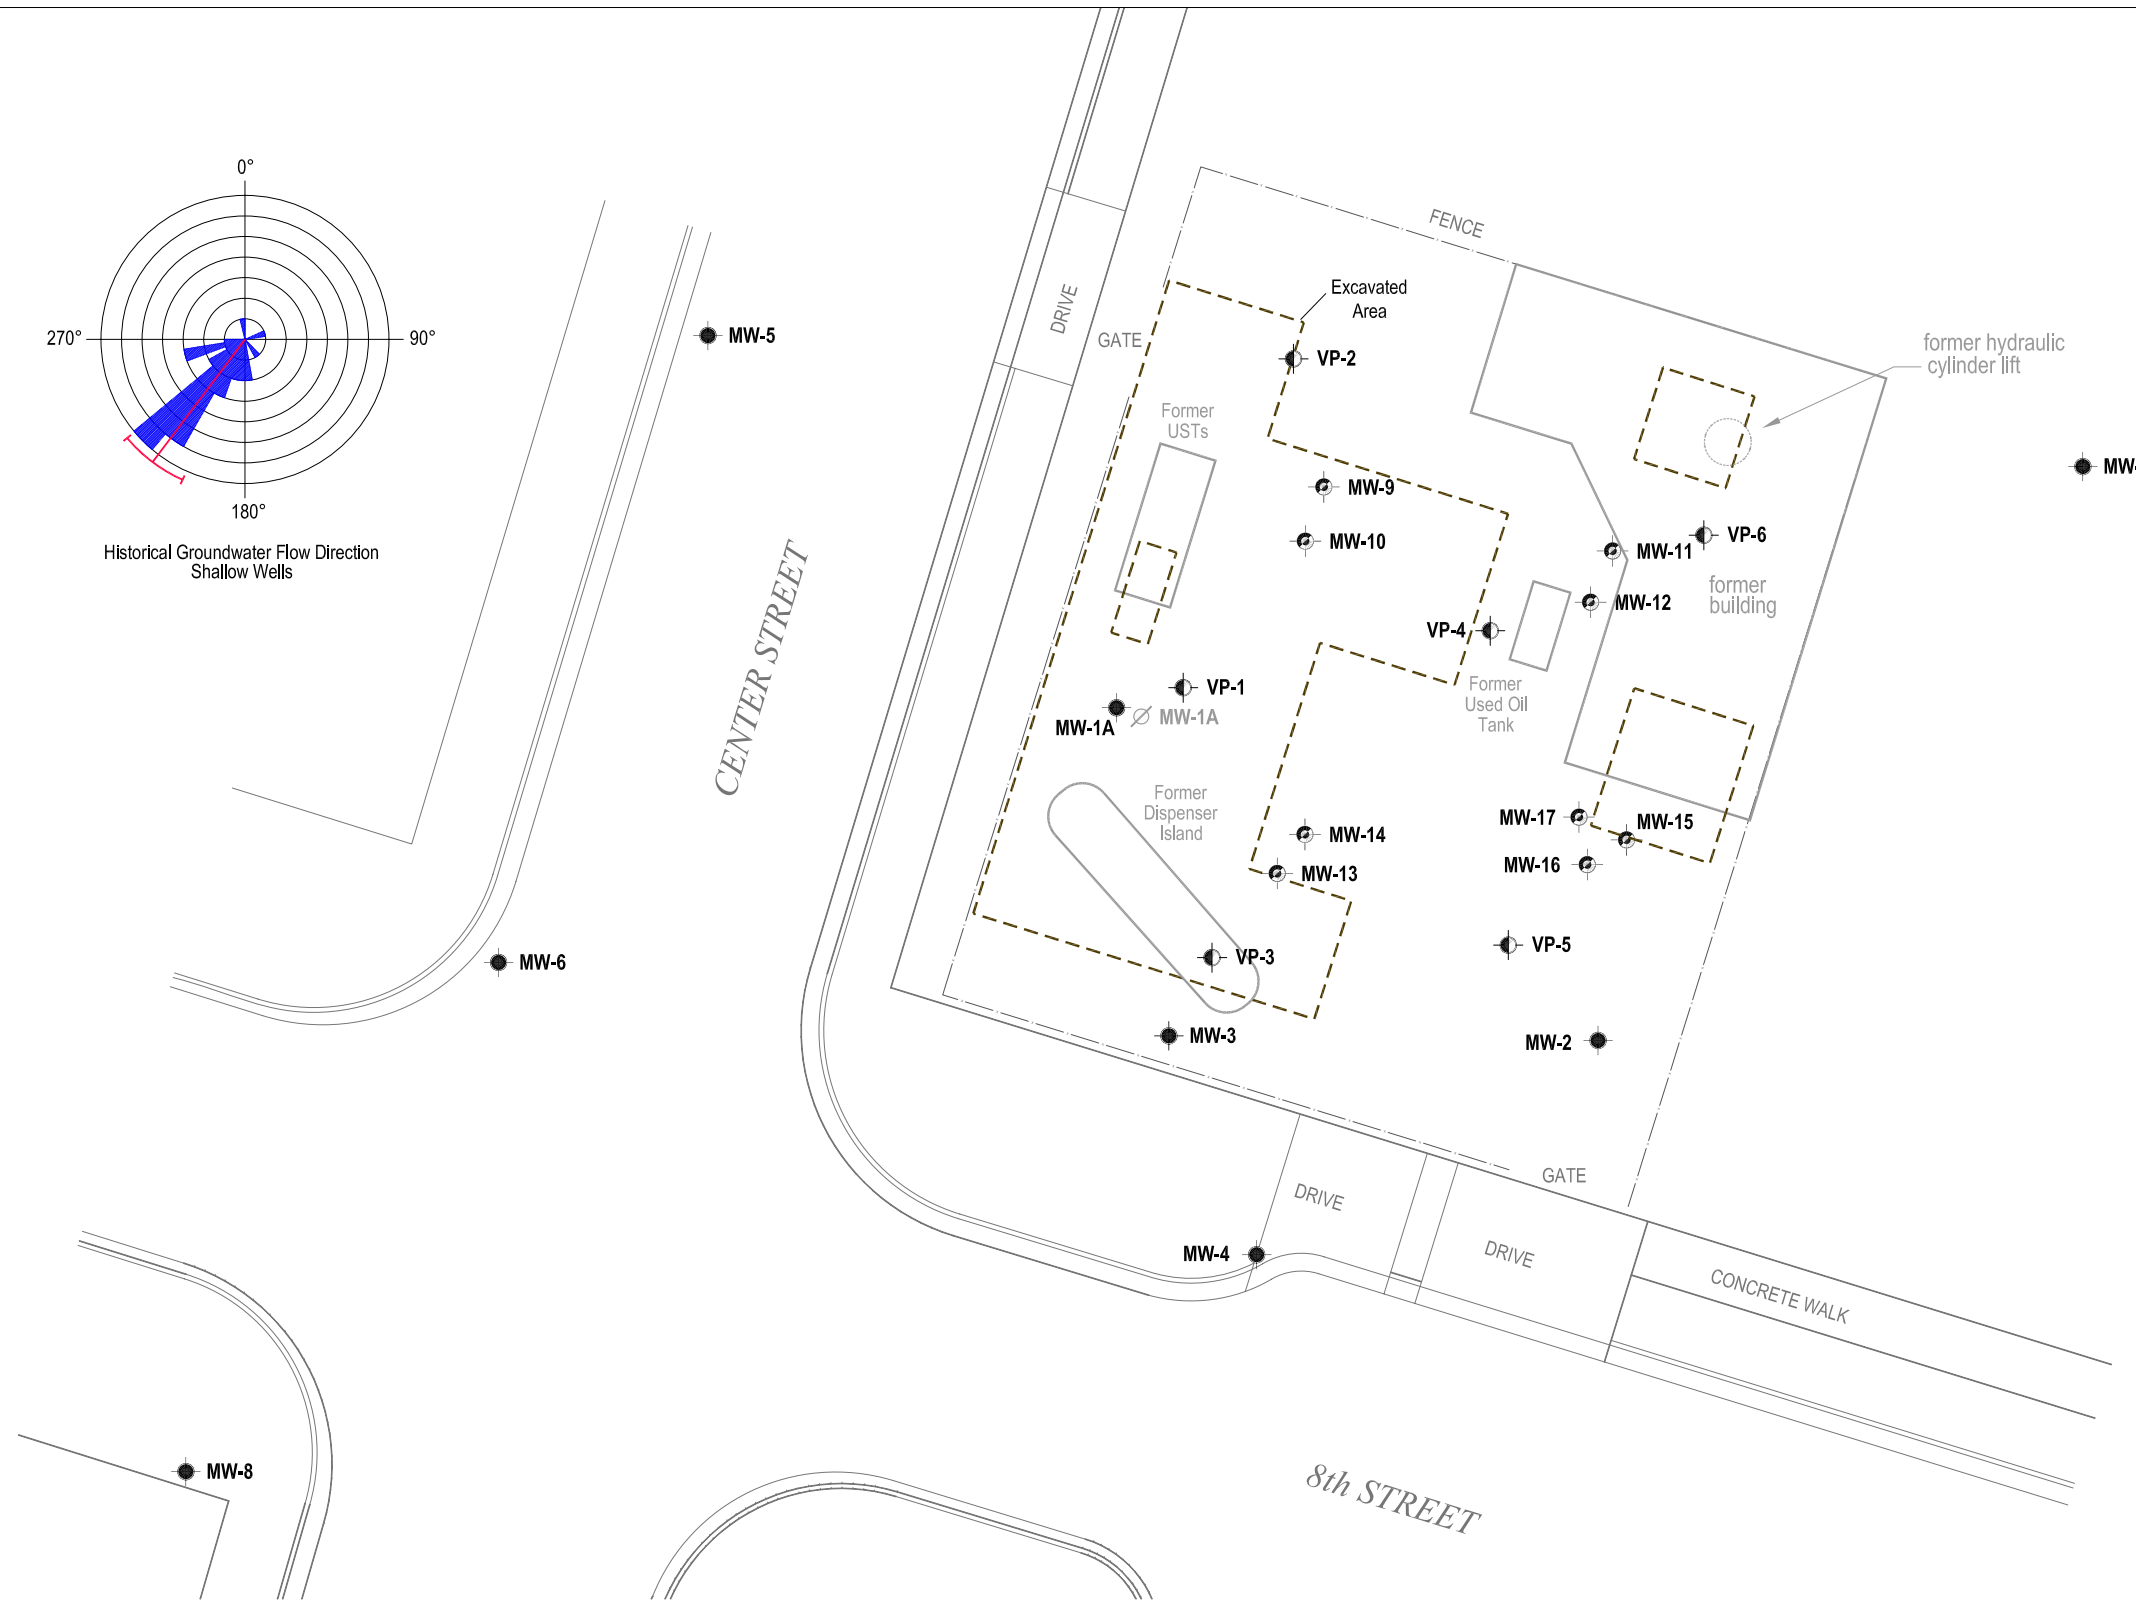 0°
270°
90°
180°
Historical Groundwater Flow Direction
Shallow Wells
MW-5
CENTER STREET
DRIVE
GATE
FENCE
Excavated
Area
VP-2
former hydraulic
cylinder lift
Former
USTs
MW-9
MW-10
MW-11
VP-6
MW-
former
building
MW-12
VP-4
Former
Used Oil
Tank
VP-1
MW-1A
MW-1A
Former
Dispenser
Island
MW-14
MW-13
MW-17
MW-15
MW-16
VP-3
VP-5
MW-6
MW-3
MW-2
GATE
DRIVE
MW-4
DRIVE
CONCRETE WALK
MW-8
8th STREET